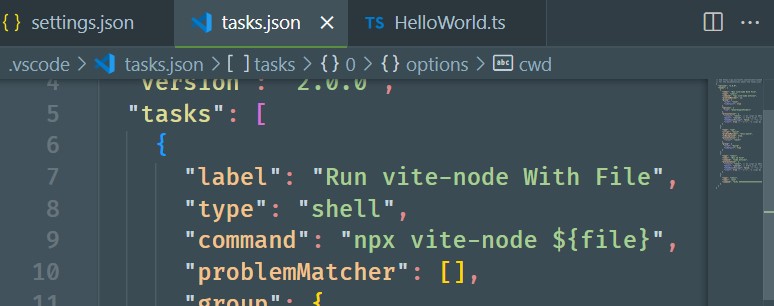 {} settings.json tasks.json × TS HelloWorld.ts ...
.vscode > tasks.json > [ ] tasks > {} 0 > {} options > abc cwd
4 "version": "2.0.0",
5 "tasks": [
6 {
7 "label": "Run vite-node With File",
8 "type": "shell",
9 "command": "npx vite-node ${file}",
10 "problemMatcher": [],
11 "group": {